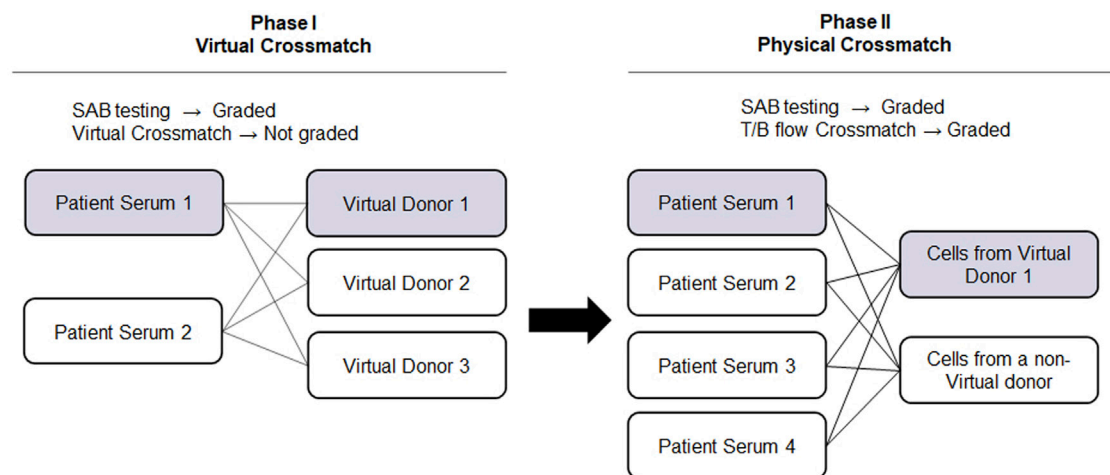 Phase I
Virtual Crossmatch
SAB testing → Graded
Virtual Crossmatch → Not graded
Patient Serum 1
Virtual Donor 1
Virtual Donor 2
Patient Serum 2
Virtual Donor 3
Phase II
Physical Crossmatch
SAB testing → Graded
T/B flow Crossmatch → Graded
Patient Serum 1
Cells from Virtual
Donor 1
Patient Serum 2
Patient Serum 3
Cells from a non-
Virtual donor
Patient Serum 4